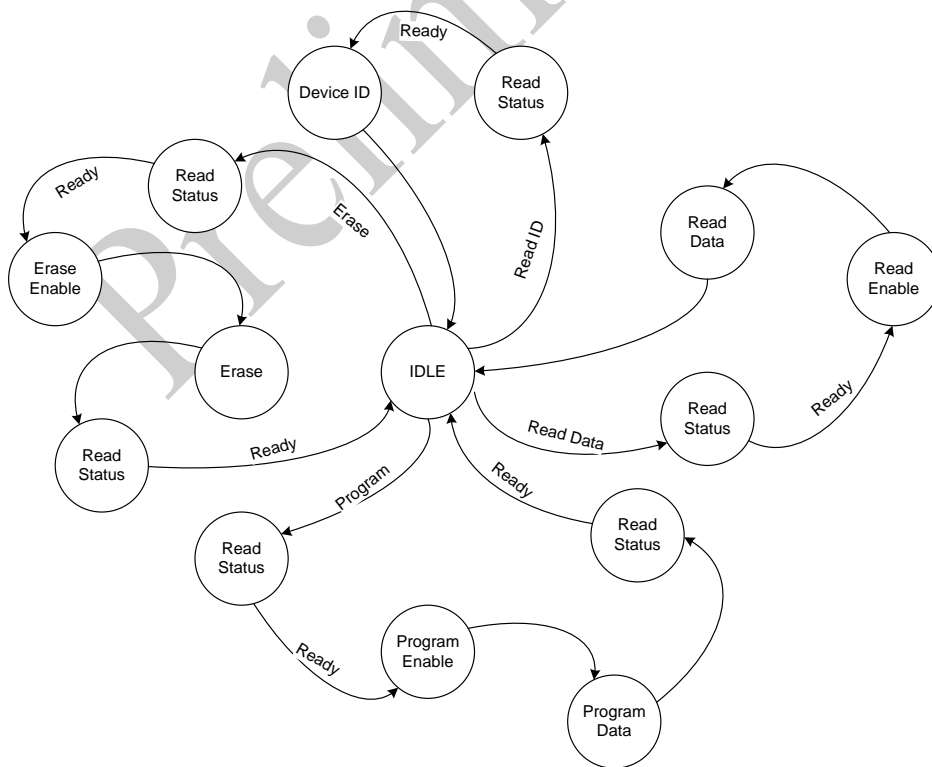 Prelim
Ready
Device ID
Read
Status
Read
Status
Ready
Erase
Read ID
Read
Data
Read
Enable
Erase
Enable
IDLE
Erase
Ready
Read
Status
Read Data
Read
Status
Ready
Program
Ready
Read
Status
Read
Status
Ready
Program
Enable
Program
Data